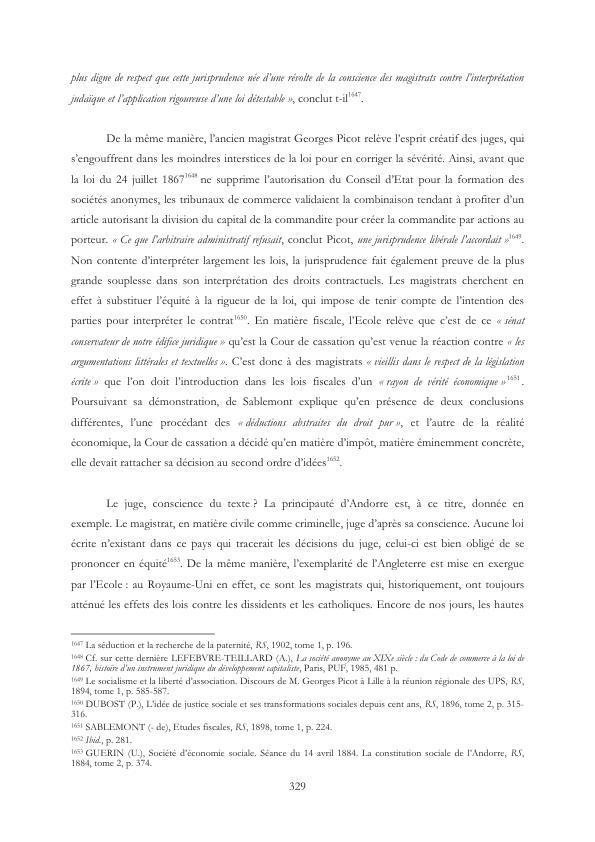 plus digne de respect que cette jurisprudence née d’une révolte de la conscience des magistrats contre l’interprétation
judaïque et l’application rigoureuse d’une loi détestable », conclut t-il1647.
De la même manière, l’ancien magistrat Georges Picot relève l’esprit créatif des juges, qui
s’engouffrent dans les moindres interstices de la loi pour en corriger la sévérité. Ainsi, avant que
la loi du 24 juillet 18671648 ne supprime l’autorisation du Conseil d’Etat pour la formation des
sociétés anonymes, les tribunaux de commerce validaient la combinaison tendant à profiter d’un
article autorisant la division du capital de la commandite pour créer la commandite par actions au
porteur. « Ce que l’arbitraire administratif refusait, conclut Picot, une jurisprudence libérale l’accordait »1649.
Non contente d’interpréter largement les lois, la jurisprudence fait également preuve de la plus
grande souplesse dans son interprétation des droits contractuels. Les magistrats cherchent en
effet à substituer l’équité à la rigueur de la loi, qui impose de tenir compte de l’intention des
parties pour interpréter le contrat1650. En matière fiscale, l’Ecole relève que c’est de ce « sénat
conservateur de notre édifice juridique » qu’est la Cour de cassation qu’est venue la réaction contre « les
argumentations littérales et textuelles ». C’est donc à des magistrats « vieillis dans le respect de la législation
écrite » que l’on doit l’introduction dans les lois fiscales d’un « rayon de vérité économique »1651.
Poursuivant sa démonstration, de Sablemont explique qu’en présence de deux conclusions
différentes, l’une procédant des « déductions abstraites du droit pur », et l’autre de la réalité
économique, la Cour de cassation a décidé qu’en matière d’impôt, matière éminemment concrète,
elle devait rattacher sa décision au second ordre d’idées1652.
Le juge, conscience du texte ? La principauté d’Andorre est, à ce titre, donnée en
exemple. Le magistrat, en matière civile comme criminelle, juge d’après sa conscience. Aucune loi
écrite n’existant dans ce pays qui tracerait les décisions du juge, celui-ci est bien obligé de se
prononcer en équité1653. De la même manière, l’exemplarité de l’Angleterre est mise en exergue
par l’Ecole : au Royaume-Uni en effet, ce sont les magistrats qui, historiquement, ont toujours
atténué les effets des lois contre les dissidents et les catholiques. Encore de nos jours, les hautes
1647 La séduction et la recherche de la paternité, RS, 1902, tome 1, p. 196.
1648 Cf. sur cette dernière LEFEBVRE-TEILLARD (A.), La société anonyme au XIXe siècle : du Code de commerce à la loi de
1867, histoire d’un instrument juridique du développement capitaliste, Paris, PUF, 1985, 481 p.
1649 Le socialisme et la liberté d’association. Discours de M. Georges Picot à Lille à la réunion régionale des UPS, RS,
1894, tome 1, p. 585-587.
1650 DUBOST (P.), L’idée de justice sociale et ses transformations sociales depuis cent ans, RS, 1896, tome 2, p. 315-
316.
1651 SABLEMONT (- de), Etudes fiscales, RS, 1898, tome 1, p. 224.
1652 Ibid., p. 281.
1653 GUERIN (U.), Société d’économie sociale. Séance du 14 avril 1884. La constitution sociale de l’Andorre, RS,
1884, tome 2, p. 374.
329